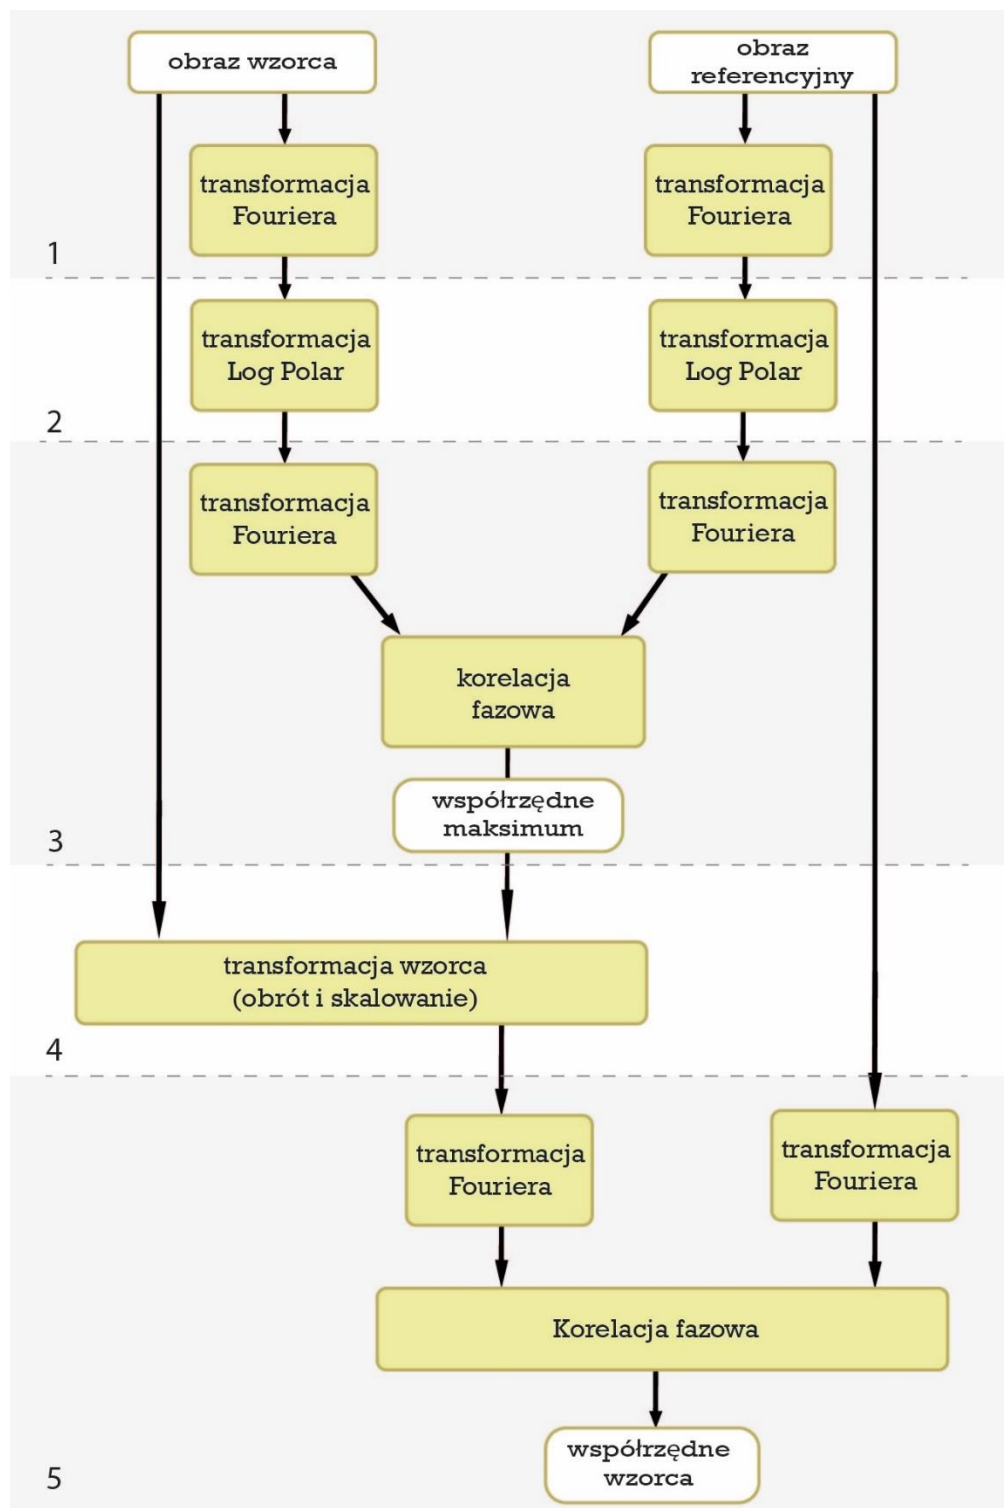 obraz wzorca
obraz
referencyjny
transformacja
Fouriera
transformacja
Fouriera
1
transformacja
Log Polar
transformacja
Log Polar
2
transformacja
Fouriera
transformacja
Fouriera
korelacja
fazowa
współrzędne
maksimum
3
transformacja wzorca
(obrót i skalowanie)
4
transformacja
Fouriera
transformacja
Fouriera
Korelacja fazowa
współrzędne
wzorca
5